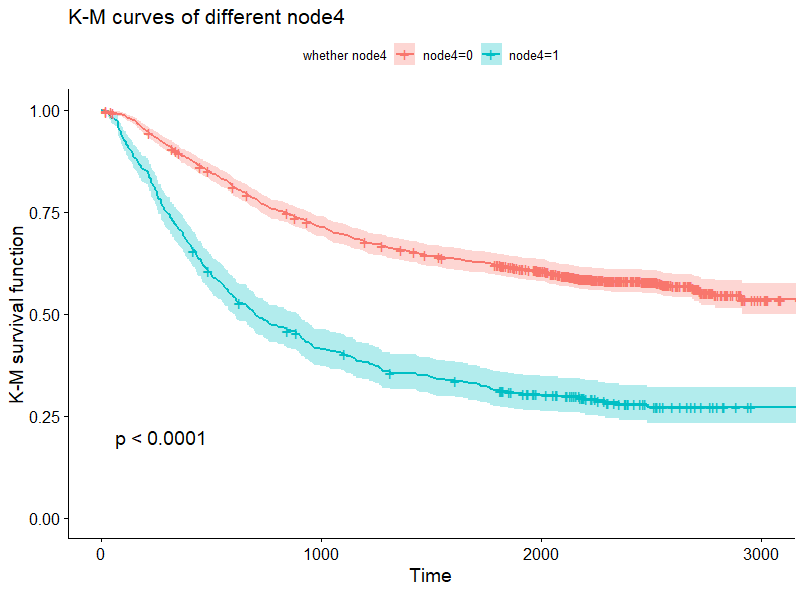 K-M curves of different node4
whether node4 node4=0 node4=1
K-M survival function
1.00
0.75
0.50
0.25
0.00
p < 0.0001
0 1000 2000 3000
Time